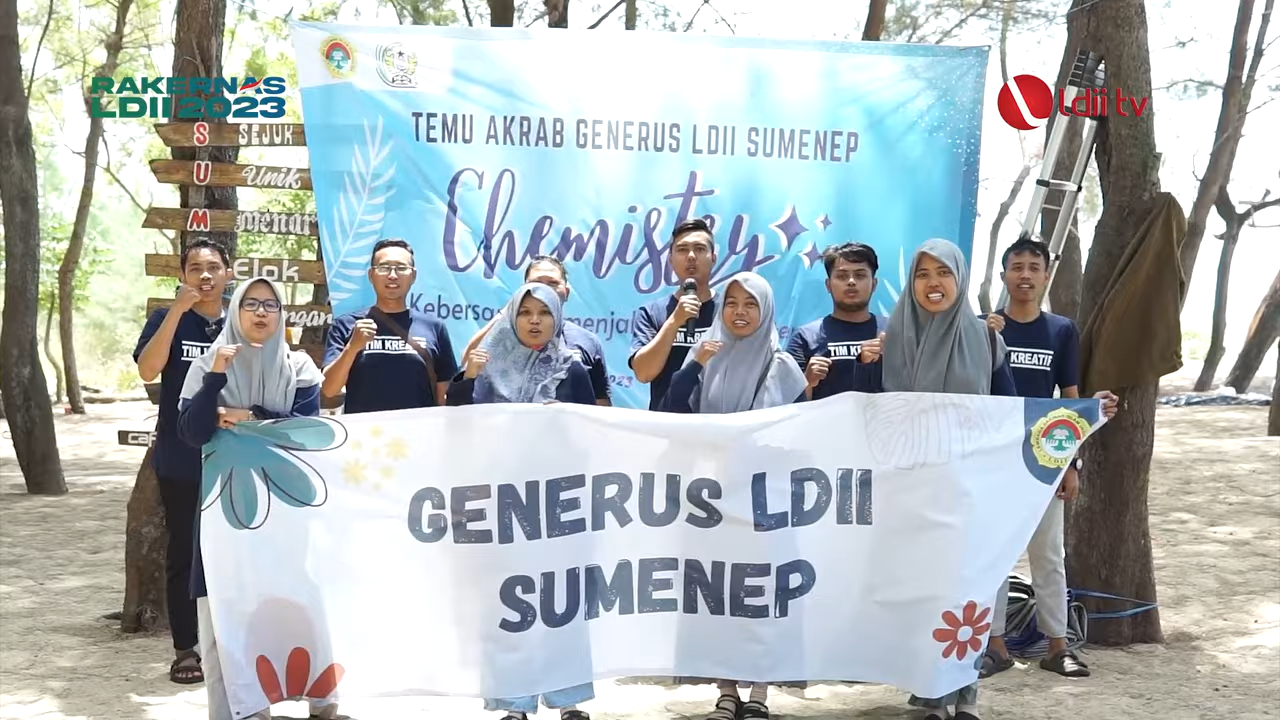 RAKERNAS
LDII 2023
ldii tv
TEMU AKRAB GENERUS LDII SUMENEP
Chemistry
2023
S SEJUK
U Unik
M
Elok
TIM KREATIF
KREATIF
GENERUS LDII
SUMENEP